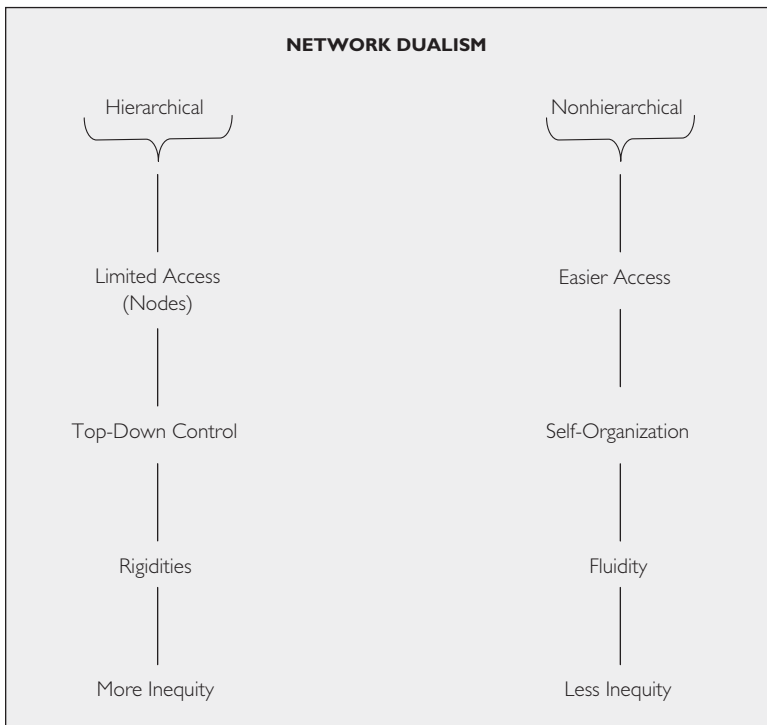 NETWORK DUALISM
Hierarchical
Nonhierarchical
Limited Access
(Nodes)
Easier Access
Top-Down Control
Self-Organization
Rigidities
Fluidity
More Inequity
Less Inequity